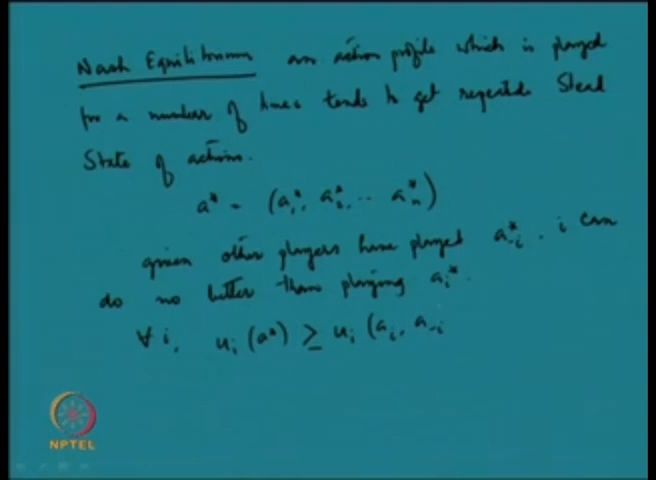 Nash Equilibrium an action profile which is played
for a number of times tends to get repeated. Stead
State of actions.
a* = (a₁*, a₂*, ... aₙ*)
given other players have played a₋ᵢ*. i can
do no better than playing aᵢ*.
∀ i, uᵢ (a*) ≥ uᵢ (aᵢ, a₋ᵢ
NPTEL